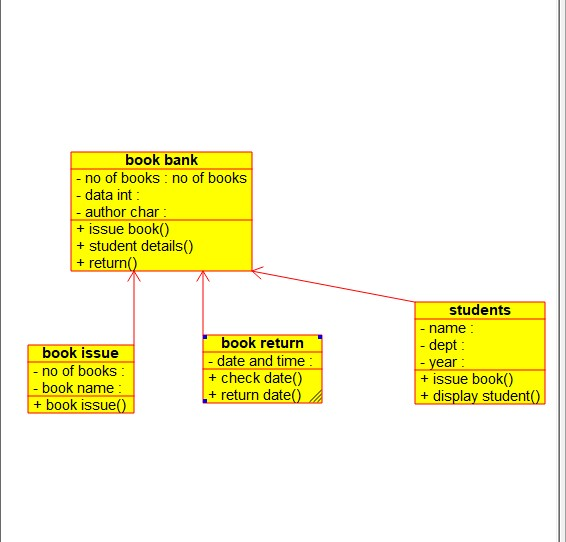 book bank
- no of books : no of books
- data int :
- author char :
+ issue book()
+ student details()
+ return()
book issue
- no of books :
- book name :
+ book issue()
book return
- date and time :
+ check date()
+ return date()
students
- name :
- dept :
- year :
+ issue book()
+ display student()